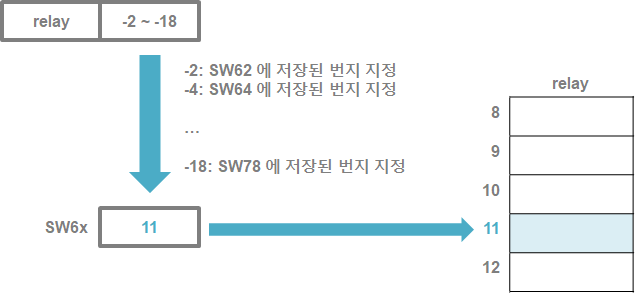 relay -2 ~ -18
-2: SW62 에 저장된 번지 지정
-4: SW64 에 저장된 번지 지정
...
-18: SW78 에 저장된 번지 지정
SW6x 11
relay
8
9
10
11
12